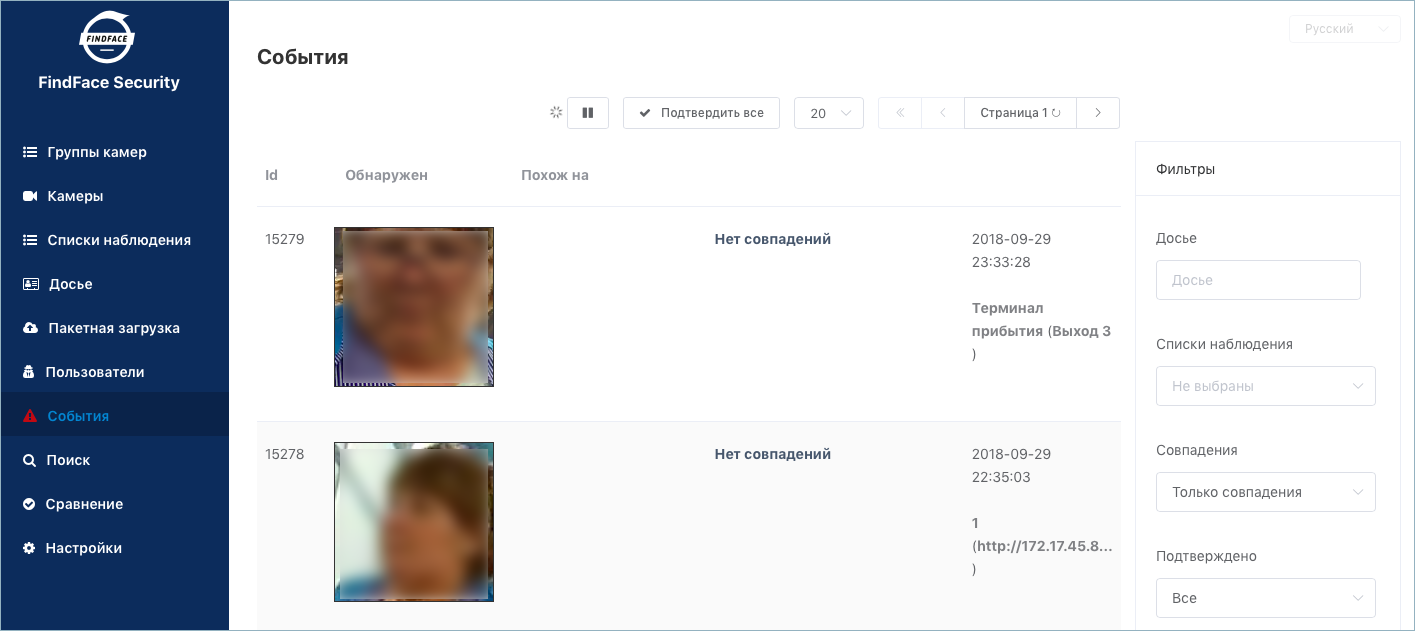 FINDFACE
FindFace Security
Группы камер
Камеры
Списки наблюдения
Досье
Пакетная загрузка
Пользователи
События
Поиск
Сравнение
Настройки
Русский
События
Подтвердить все
20
Страница 1
Id
Обнаружен
Похож на
15279
Нет совпадений
2018-09-29
23:33:28
Терминал
прибытия (Выход 3
)
15278
Нет совпадений
2018-09-29
22:35:03
1
(http://172.17.45.8...
)
Фильтры
Досье
Досье
Списки наблюдения
Не выбраны
Совпадения
Только совпадения
Подтверждено
Все